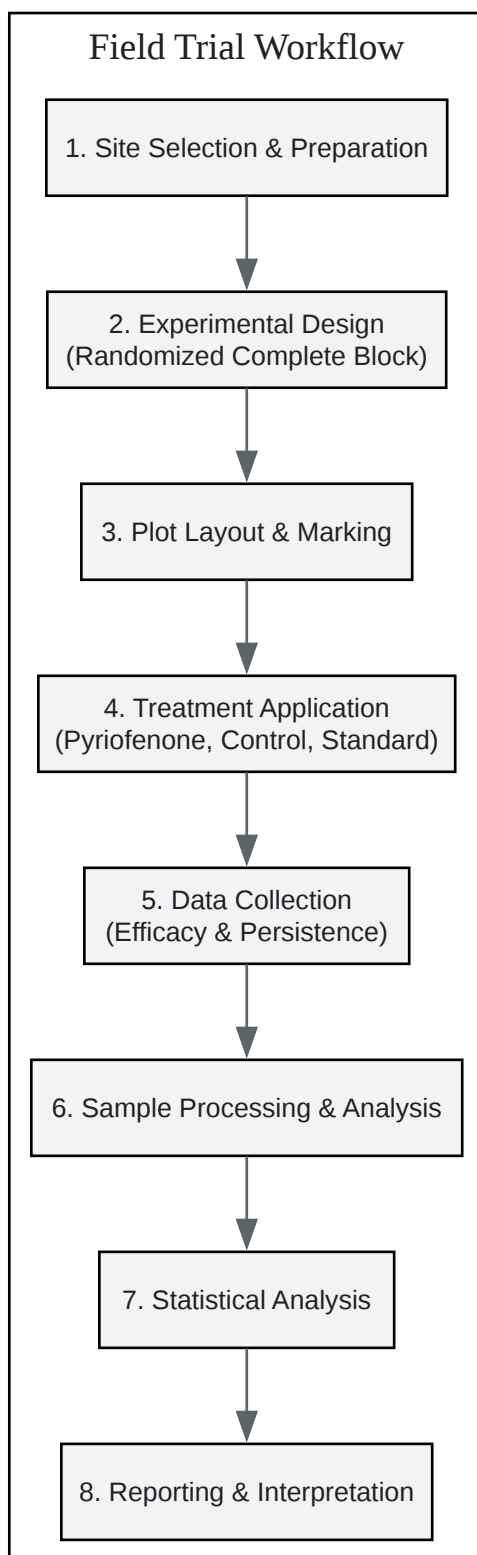 Field Trial Workflow
1. Site Selection & Preparation
2. Experimental Design
(Randomized Complete Block)
3. Plot Layout & Marking
4. Treatment Application
(Pyriofenone, Control, Standard)
5. Data Collection
(Efficacy & Persistence)
6. Sample Processing & Analysis
7. Statistical Analysis
8. Reporting & Interpretation